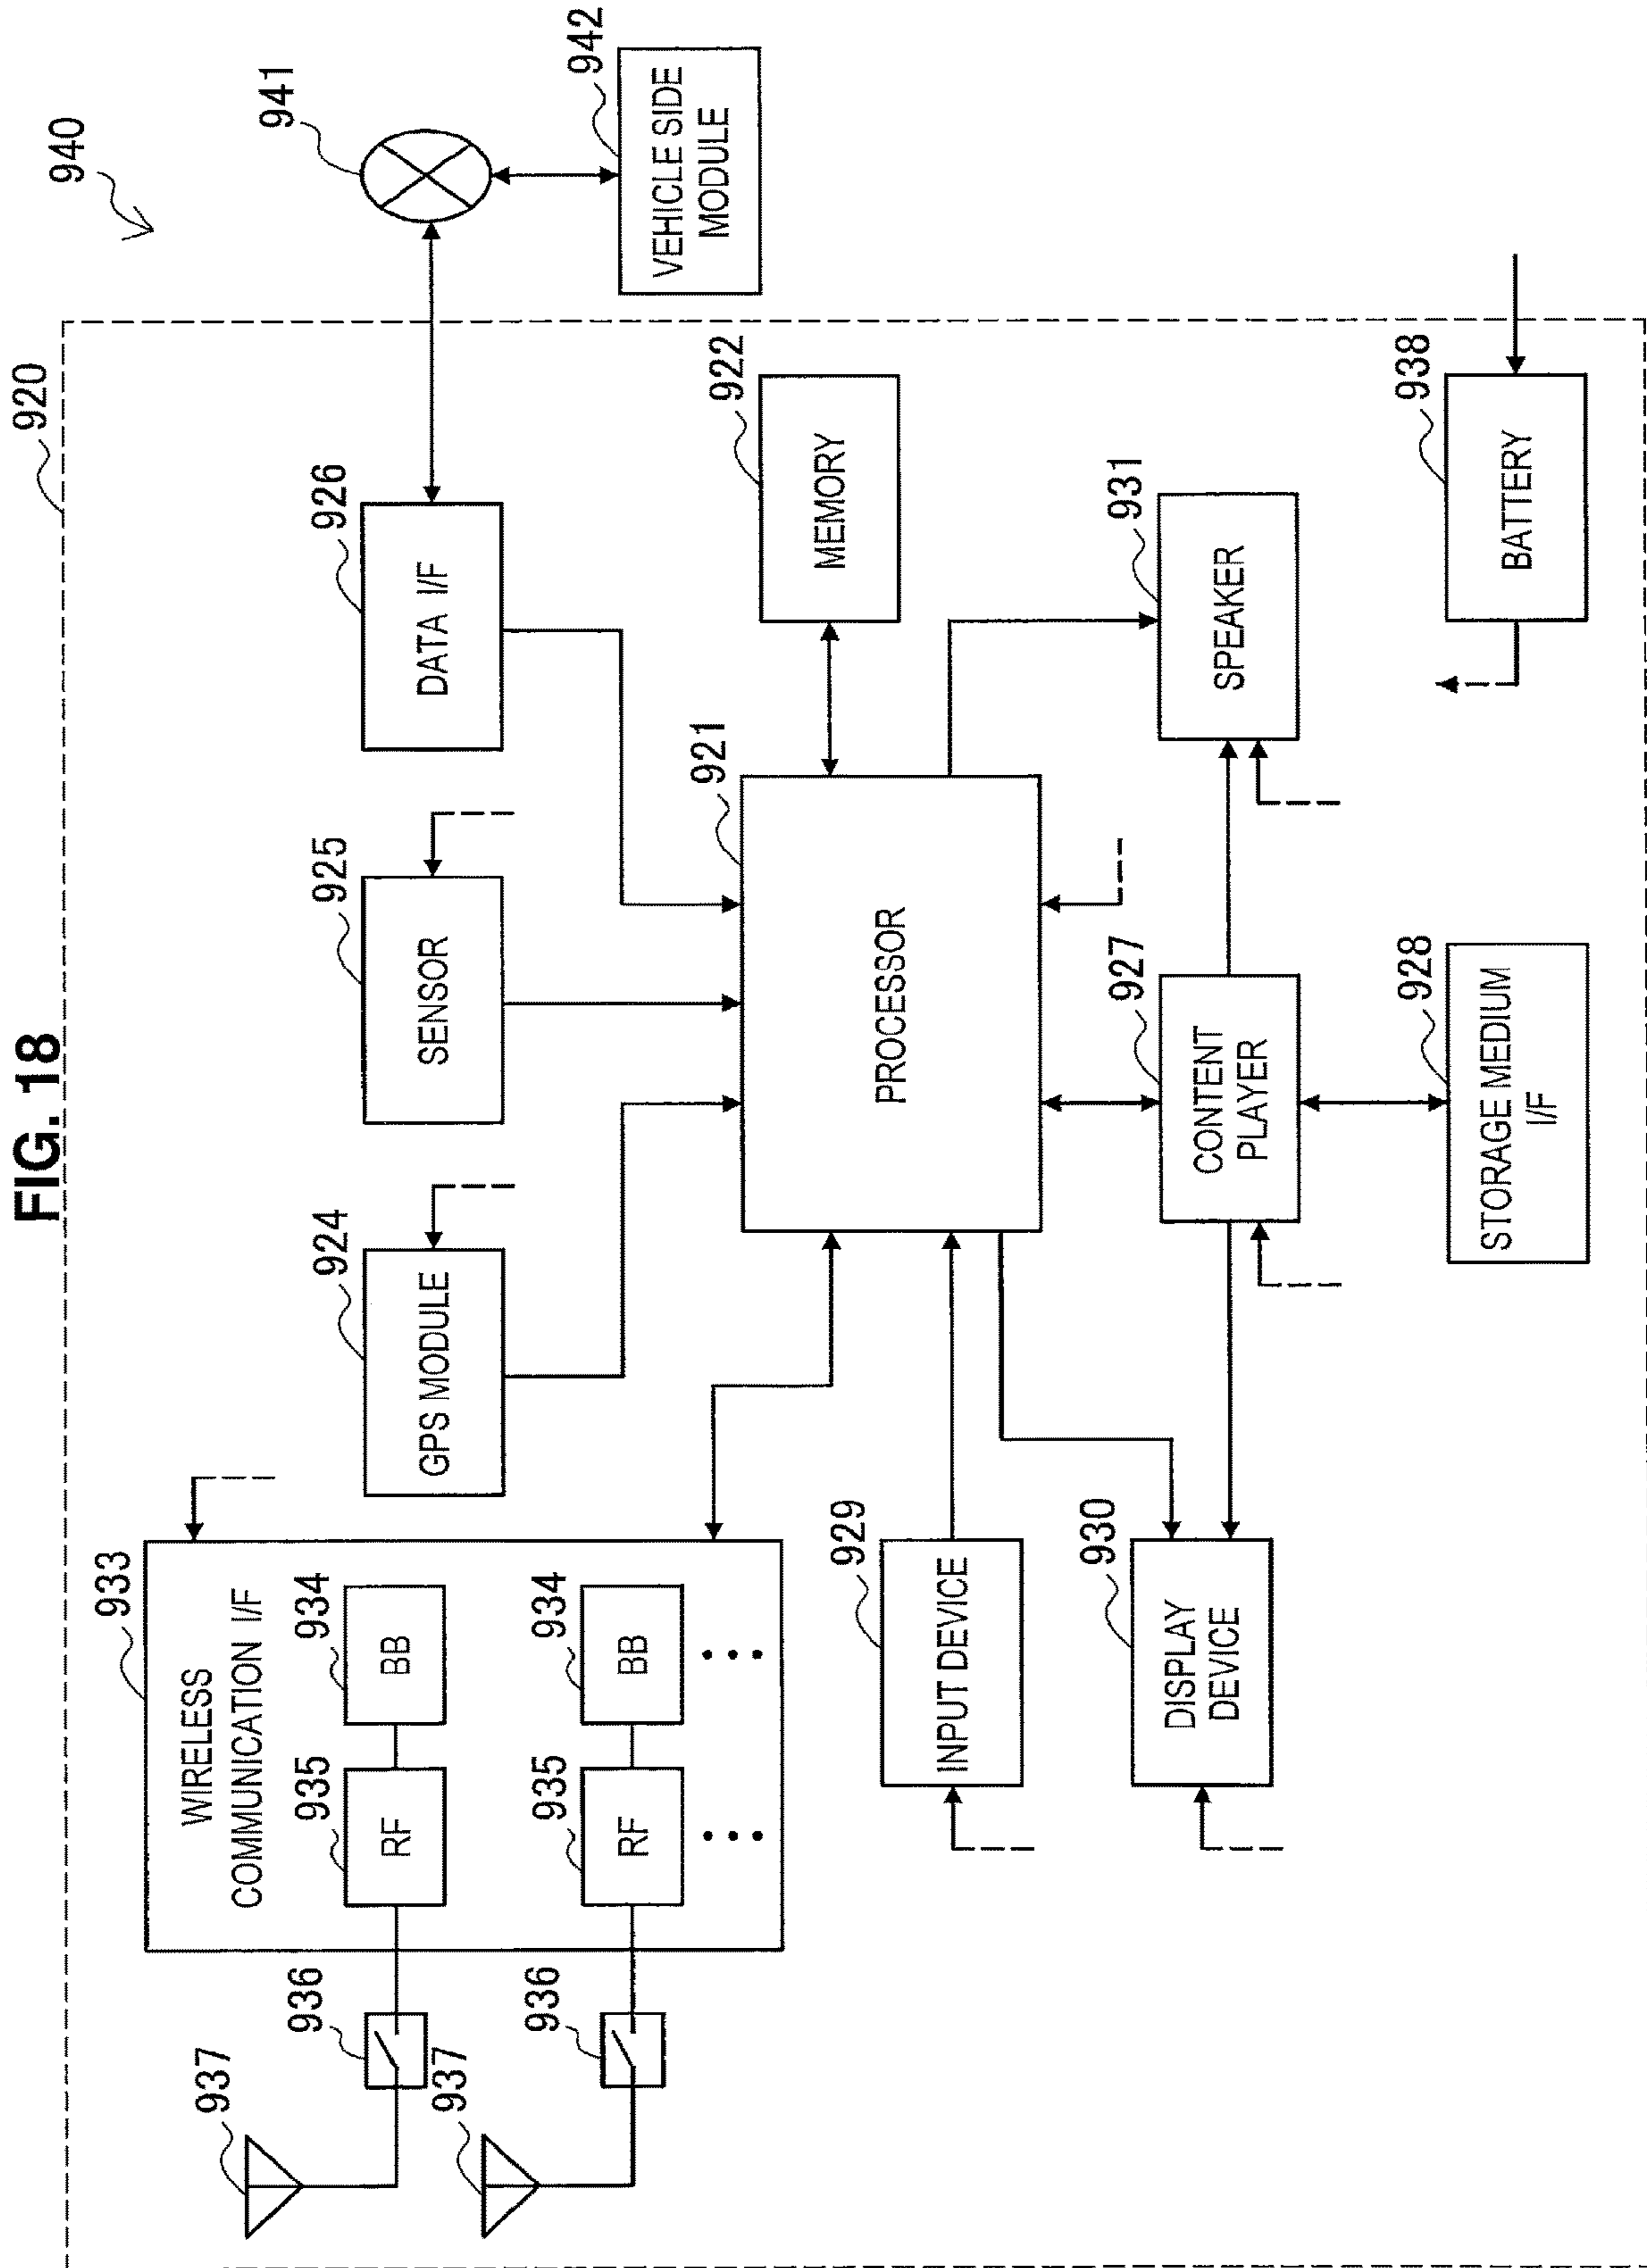 FIG. 18
920
940
933
WIRELESS
COMMUNICATION I/F
937
936
935
RF
934
BB
937
936
935
RF
934
BB
924
GPS MODULE
925
SENSOR
926
DATA I/F
941
942
VEHICLE SIDE
MODULE
921
PROCESSOR
922
MEMORY
929
INPUT DEVICE
930
DISPLAY
DEVICE
927
CONTENT
PLAYER
931
SPEAKER
928
STORAGE MEDIUM
I/F
938
BATTERY